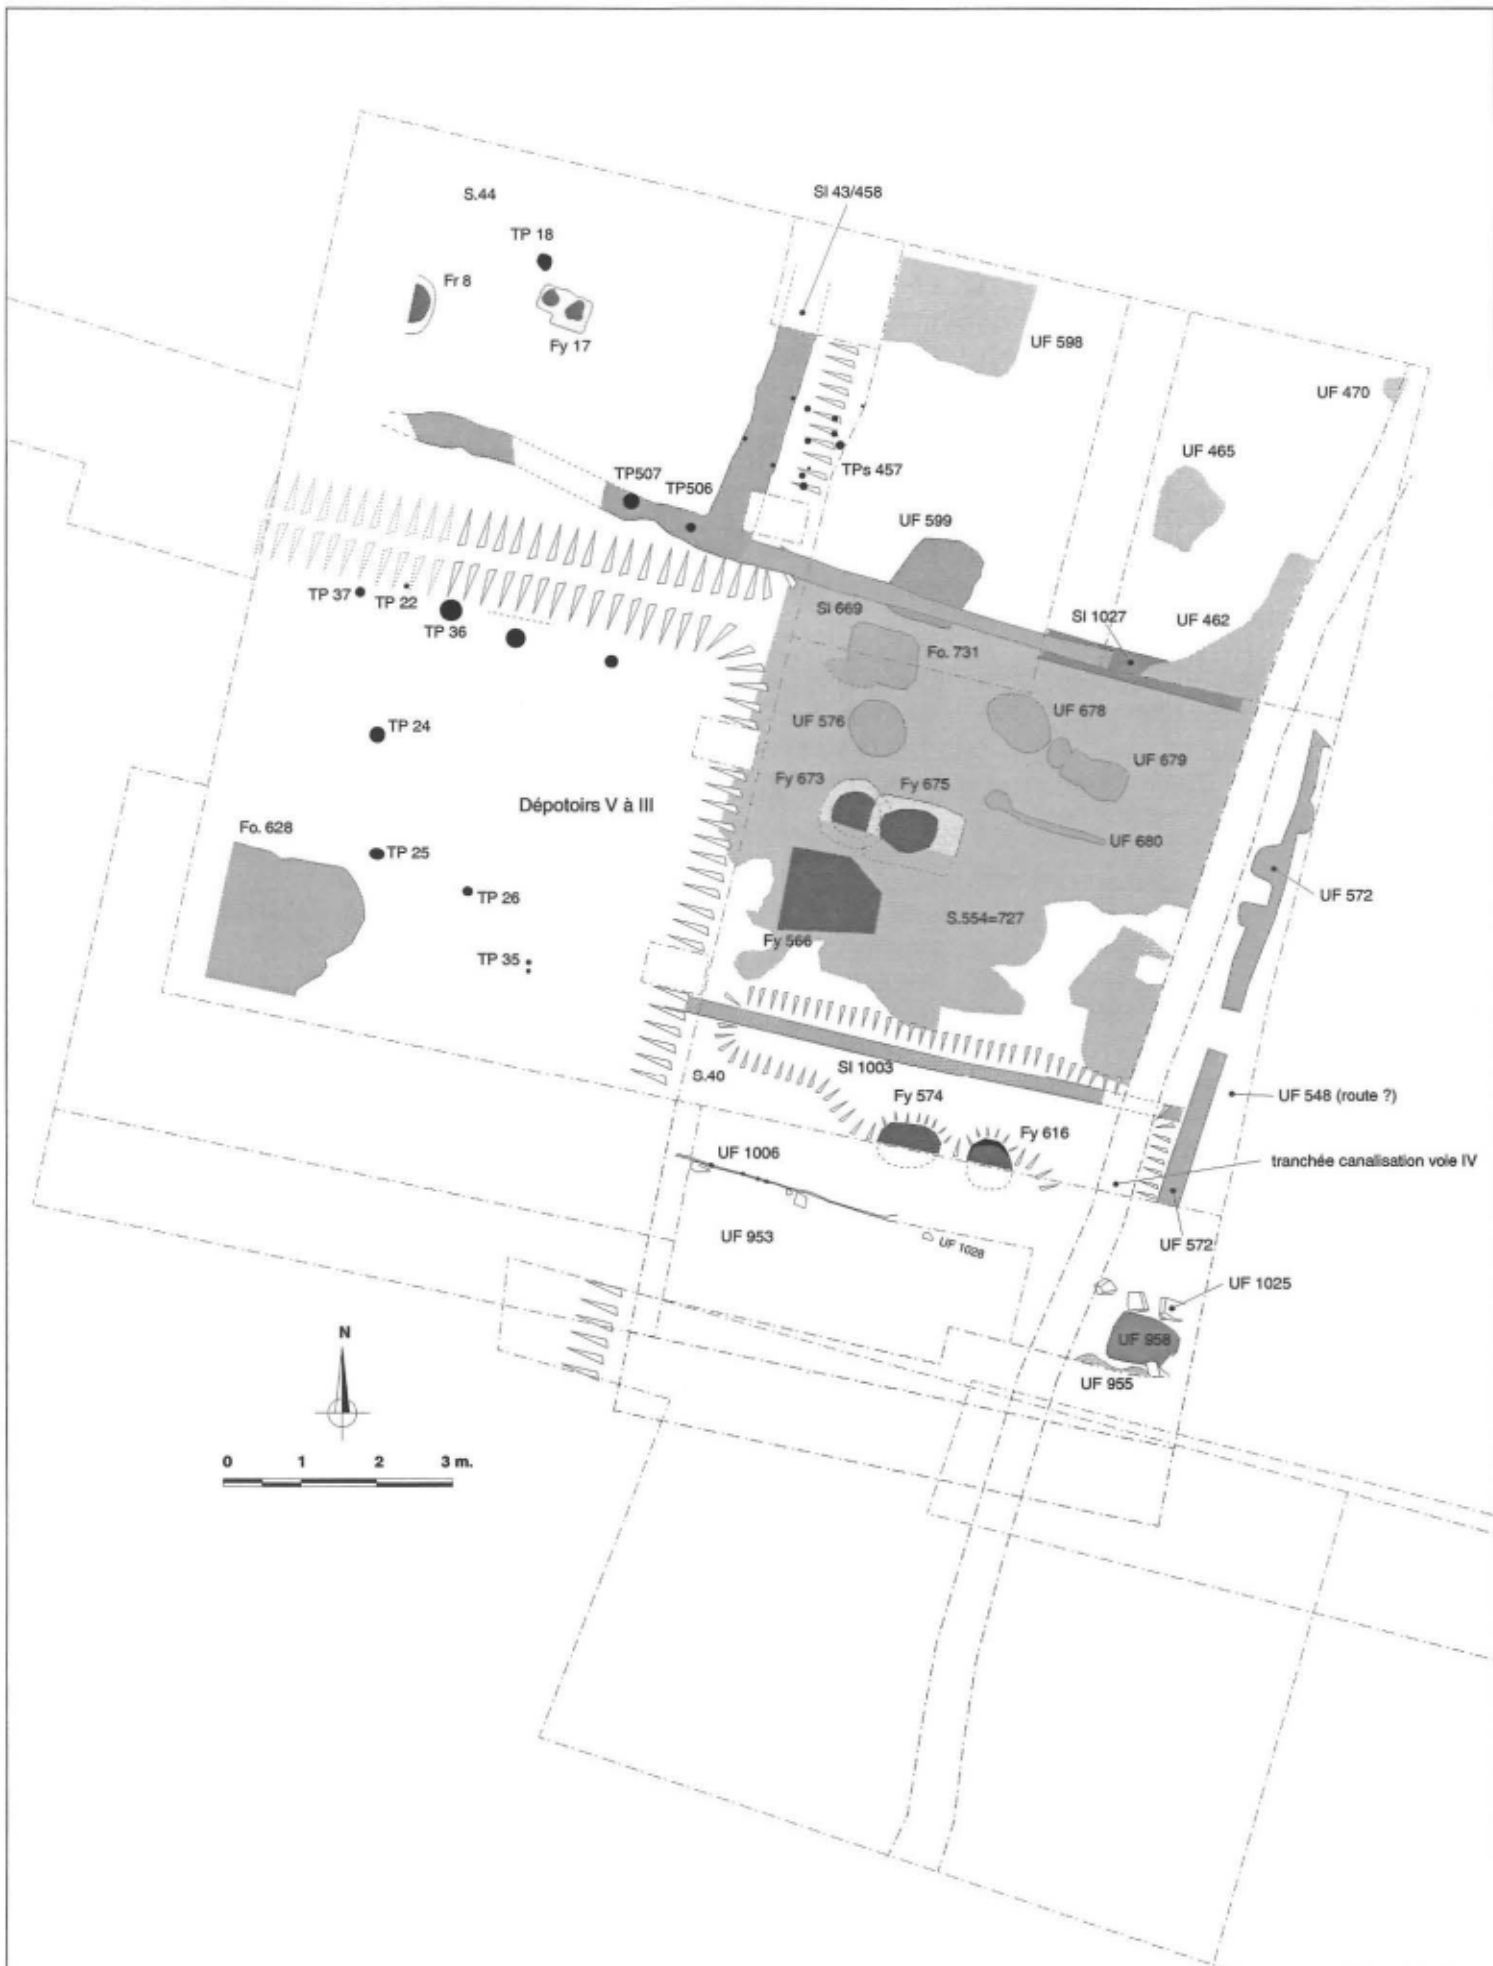 SI 43/458
S.44
TP 18
Fr 8
Fy 17
UF 598
UF 470
UF 465
TPs 457
TP507
TP506
UF 599
TP 37
TP 22
TP 36
SI 669
SI 1027
UF 462
Fo. 731
UF 576
UF 678
UF 679
TP 24
Fy 673
Fy 675
Dépotoirs V à III
Fo. 628
TP 25
UF 680
TP 26
UF 572
S.554=727
Fy 566
TP 35
SI 1003
S.40
Fy 574
UF 548 (route ?)
Fy 616
UF 1006
tranchée canalisation voie IV
UF 953
UF 1028
UF 572
UF 1025
UF 958
UF 955
N
0 1 2 3 m.